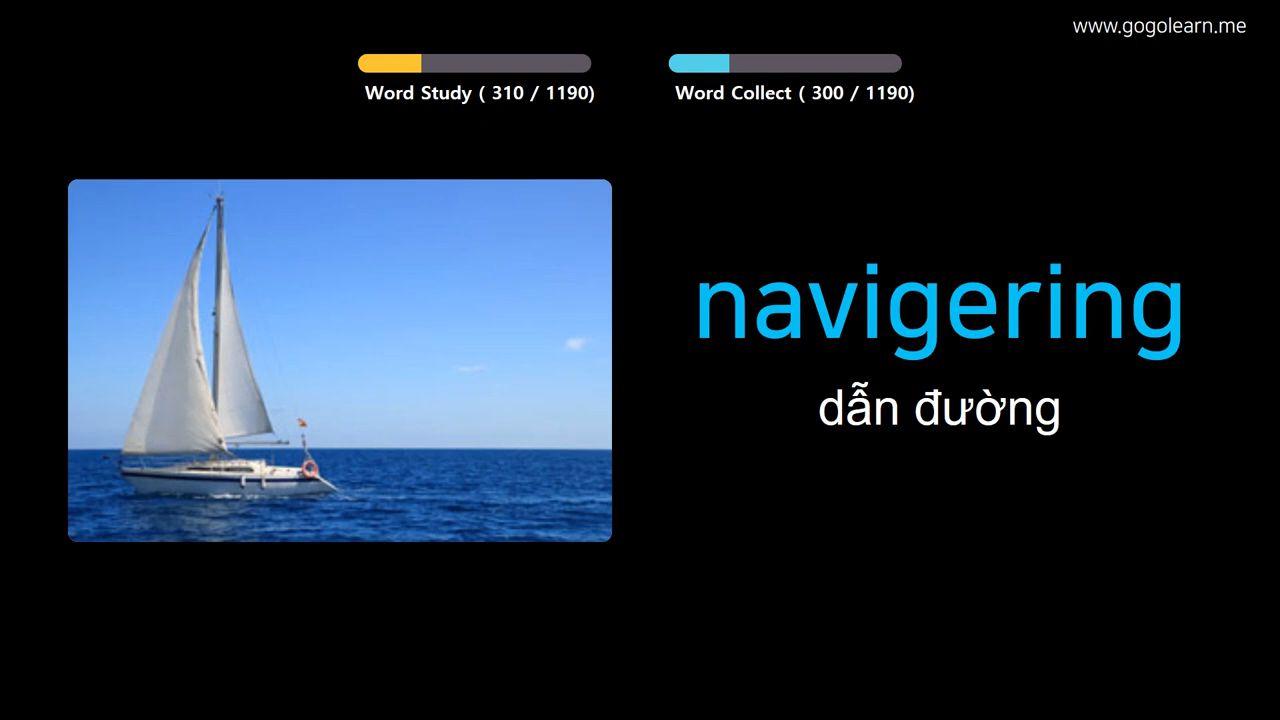 www.gogolearn.me
Word Study ( 310 / 1190)
Word Collect ( 300 / 1190)
navigering
dẫn đường